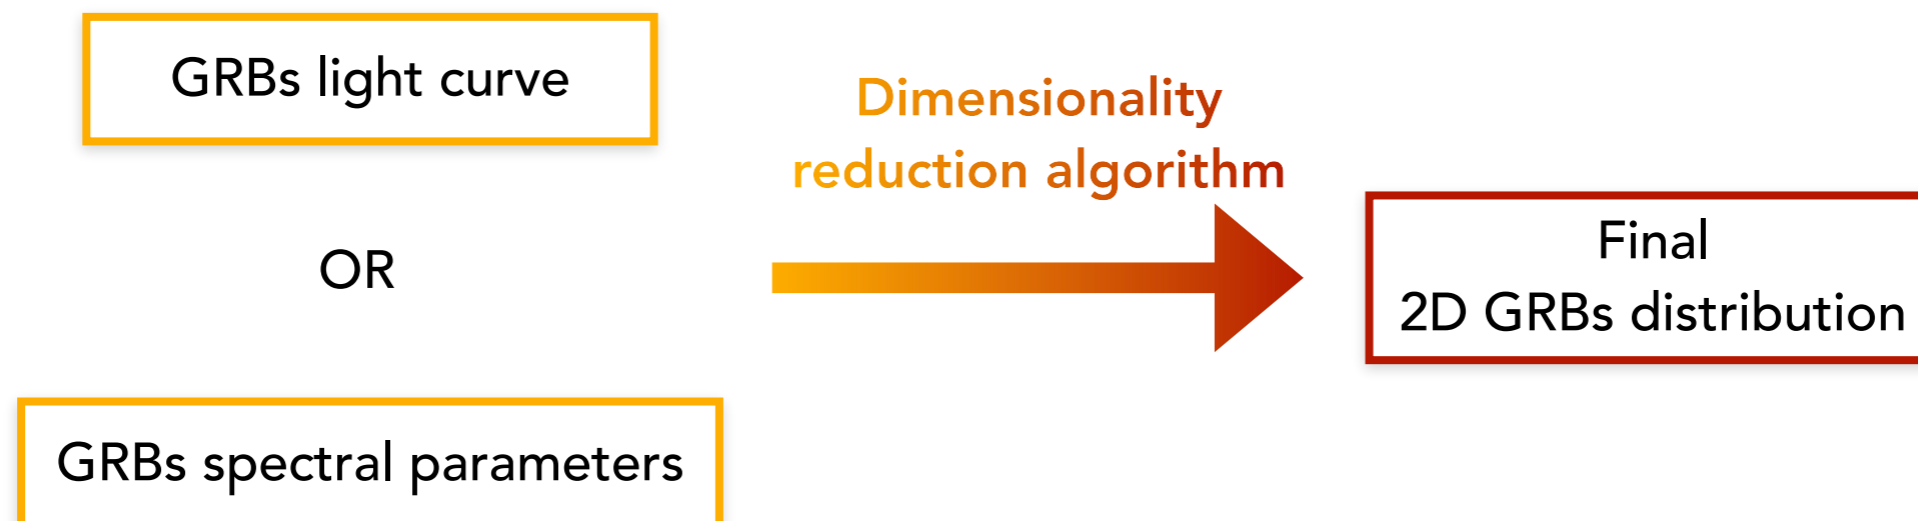 GRBs light curve
OR
GRBs spectral parameters
Dimensionality
reduction algorithm
Final
2D GRBs distribution